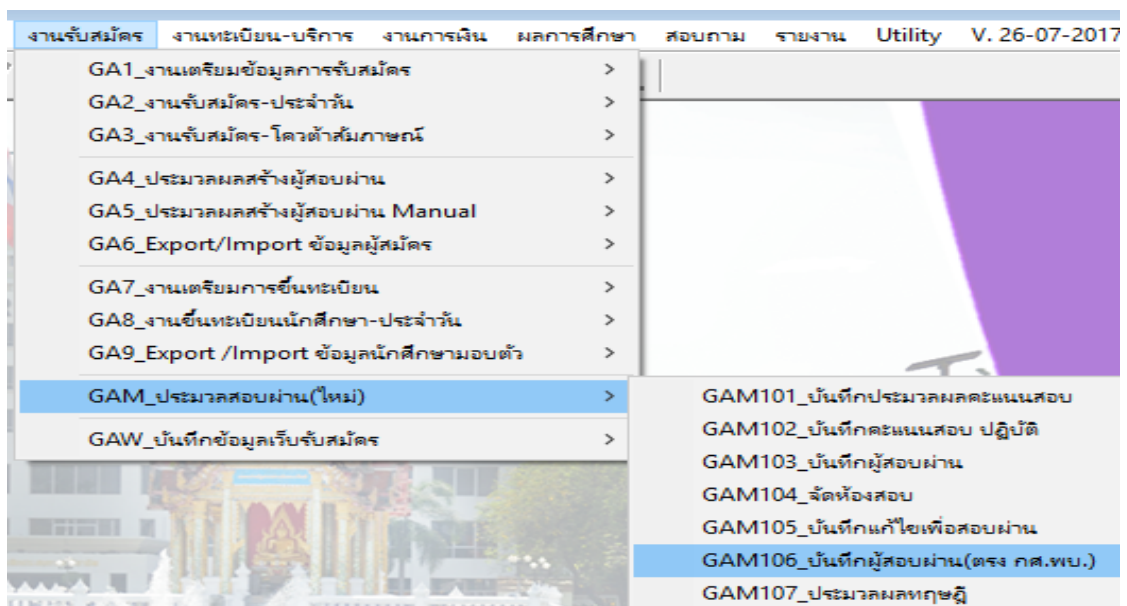 งานรับสมัคร งานทะเบียน-บริการ งานการเงิน ผลการศึกษา สอบถาม รายงาน Utility V. 26-07-2017
GA1_งานเตรียมข้อมูลการรับสมัคร >
GA2_งานรับสมัคร-ประจำวัน >
GA3_งานรับสมัคร-โควต้าสัมภาษณ์ >
GA4_ประมวลผลสร้างผู้สอบผ่าน >
GA5_ประมวลผลสร้างผู้สอบผ่าน Manual >
GA6_Export/Import ข้อมูลผู้สมัคร >
GA7_งานเตรียมการขึ้นทะเบียน >
GA8_งานขึ้นทะเบียนนักศึกษา-ประจำวัน >
GA9_Export /Import ข้อมูลนักศึกษามอบตัว >
GAM_ประมวลสอบผ่าน(ใหม่) >
GAW_บันทึกข้อมูลเว็บรับสมัคร >
GAM101_บันทึกประมวลผลคะแนนสอบ
GAM102_บันทึกคะแนนสอบ ปฏิบัติ
GAM103_บันทึกผู้สอบผ่าน
GAM104_จัดห้องสอบ
GAM105_บันทึกแก้ไขเพื่อสอบผ่าน
GAM106_บันทึกผู้สอบผ่าน(ตรง กศ.พบ.)
GAM107_ประมวลผลทฤษฎี